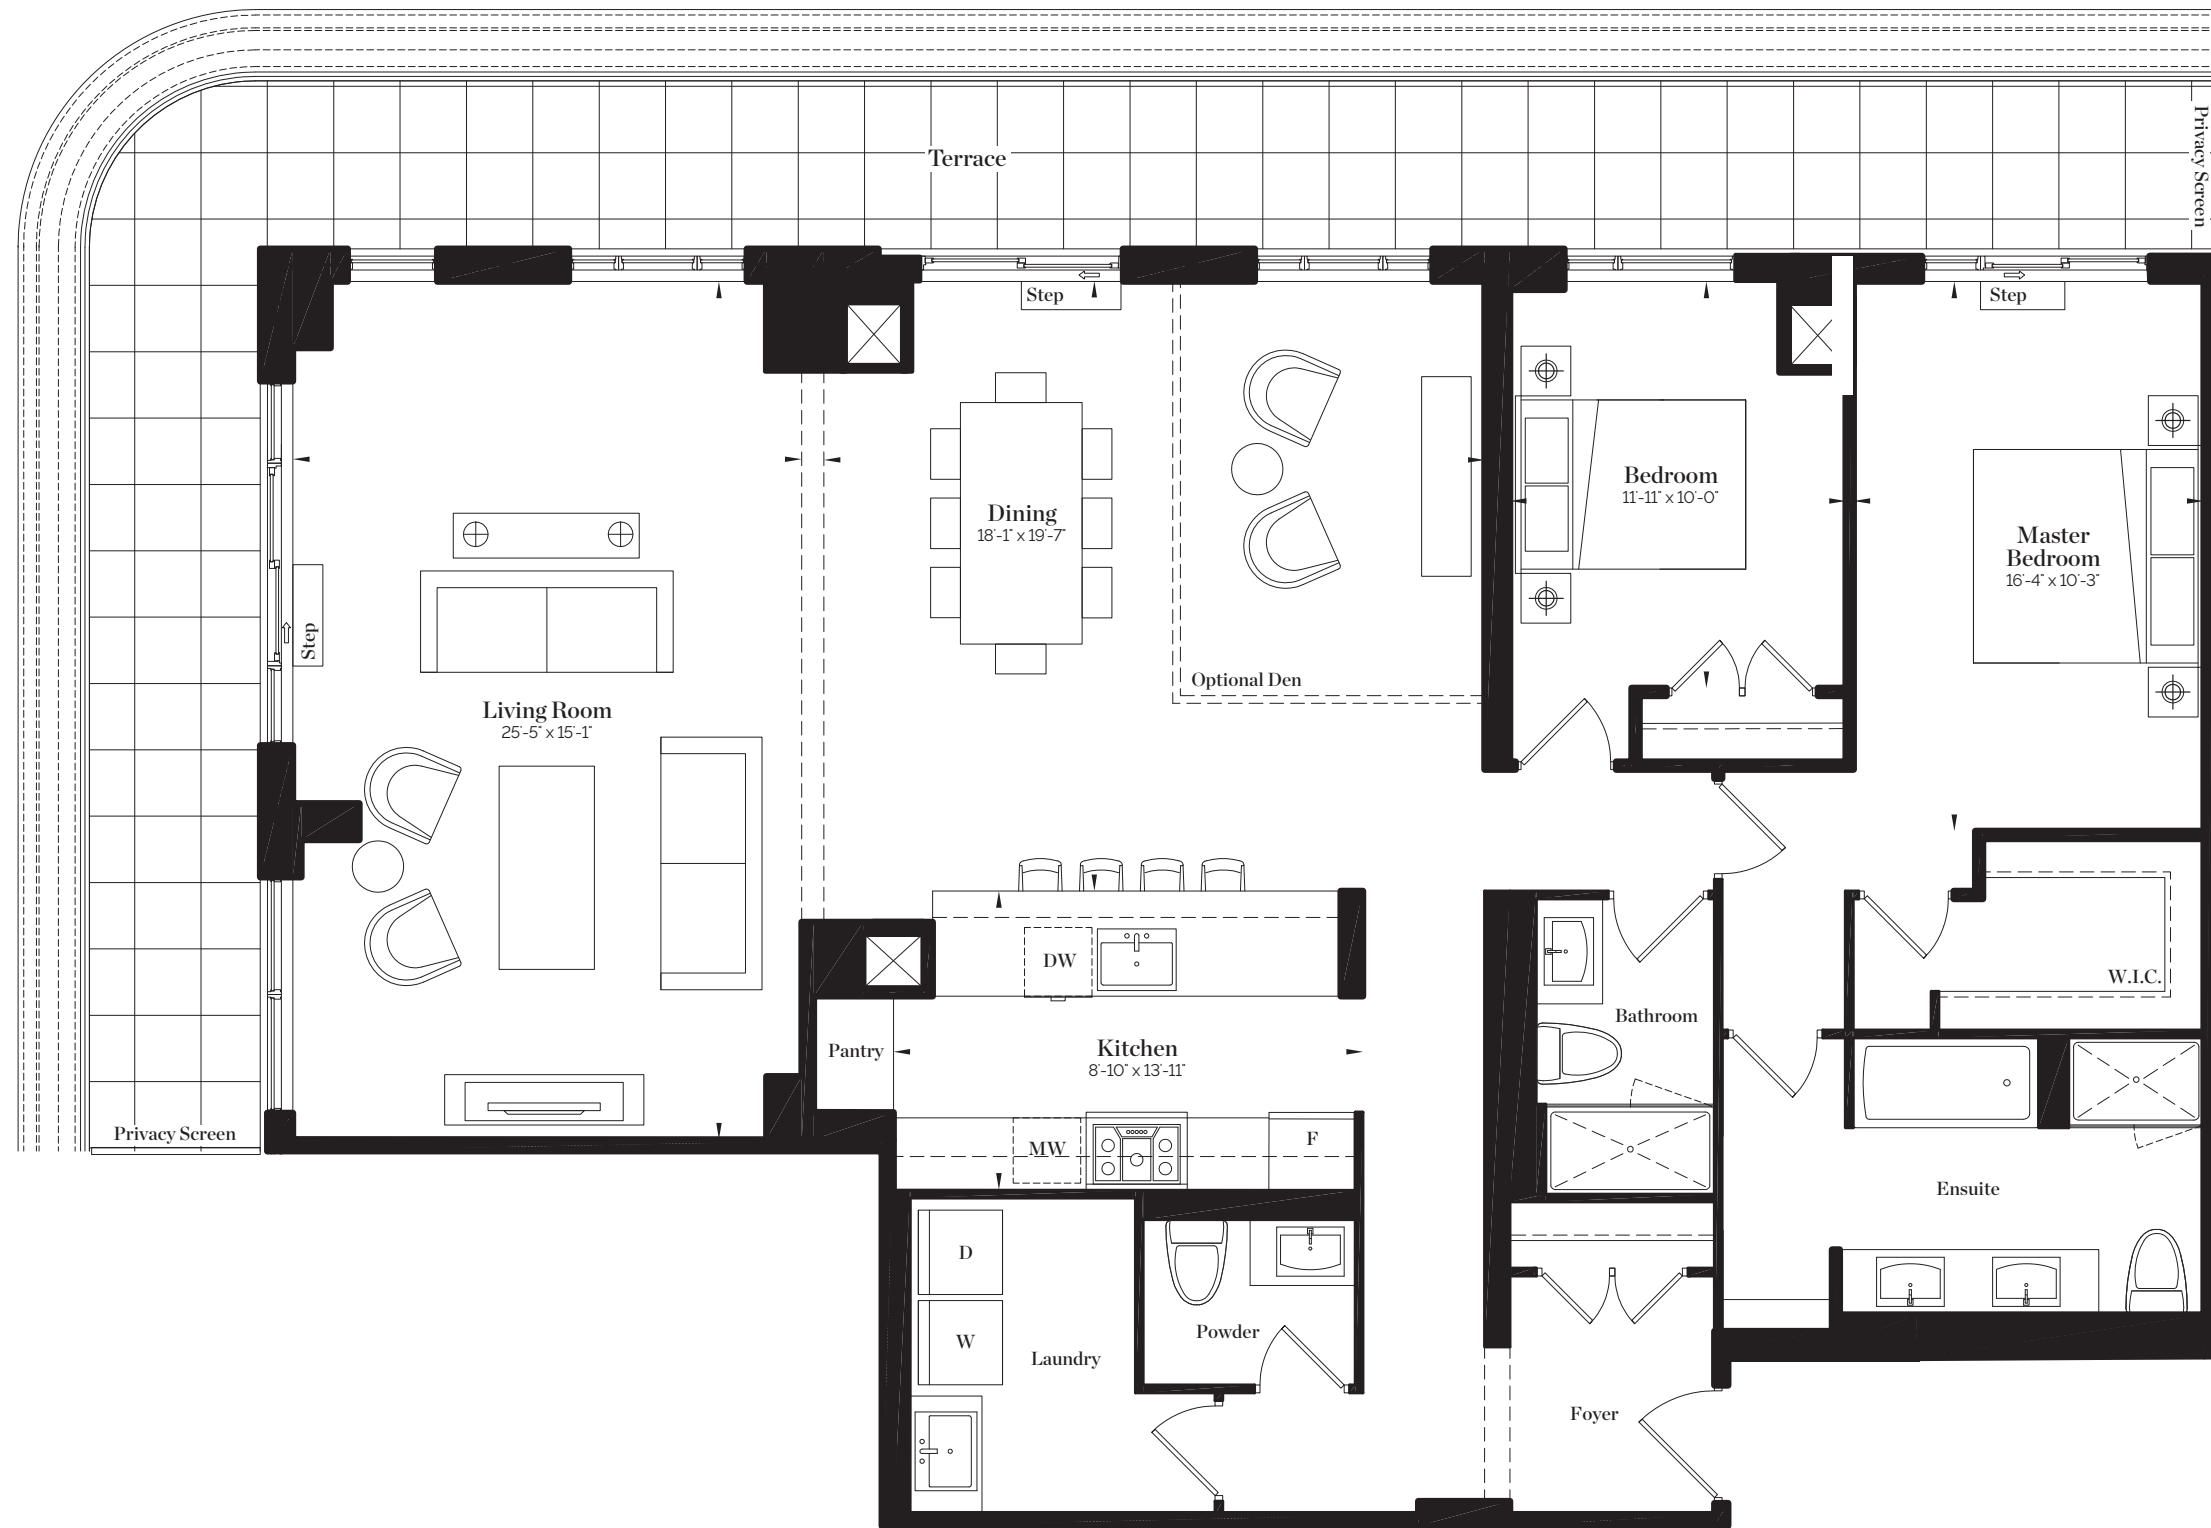 Terrace
Privacy Screen
Step
Step
Bedroom
11'-11" x 10'-0"
Dining
18'-1" x 19'-7"
Master
Bedroom
16'-4" x 10'-3"
Step
Optional Den
Living Room
25'-5" x 15'-1"
DW
W.I.C.
Bathroom
Pantry
Kitchen
8'-10" x 13'-11"
Privacy Screen
MW
F
Ensuite
D
W
Powder
Laundry
Foyer